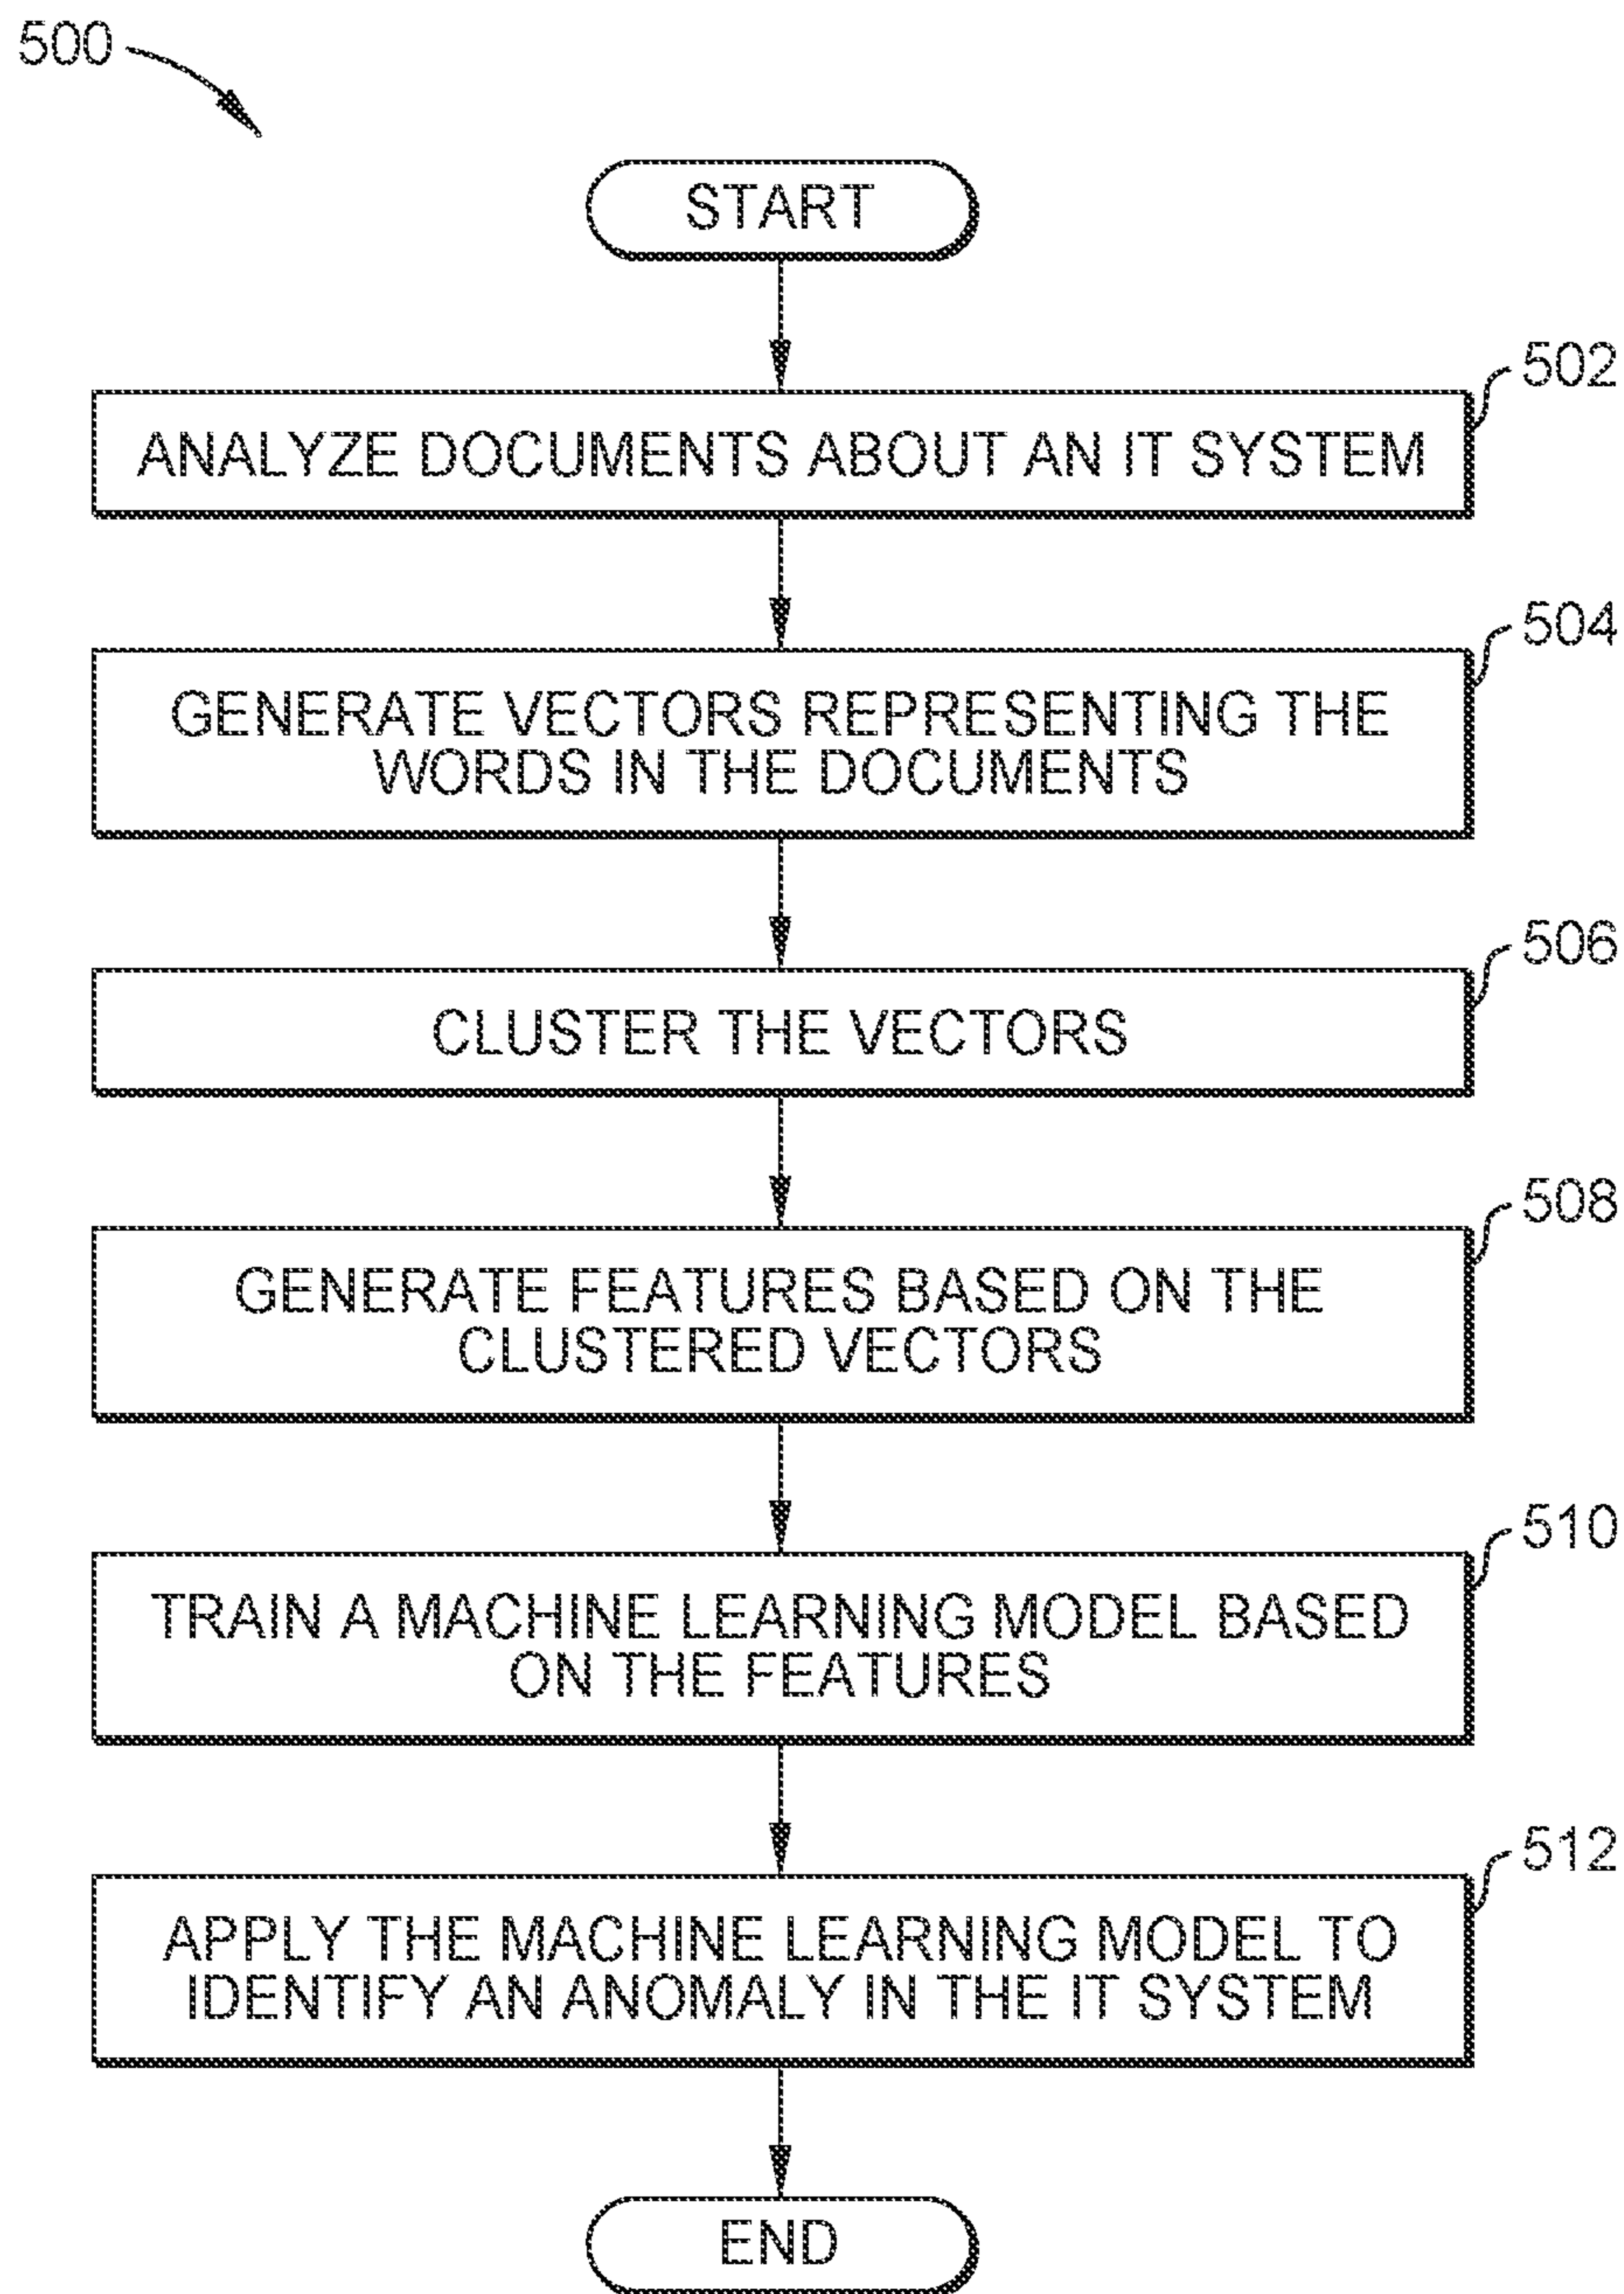 500
START
502
ANALYZE DOCUMENTS ABOUT AN IT SYSTEM
504
GENERATE VECTORS REPRESENTING THE
WORDS IN THE DOCUMENTS
506
CLUSTER THE VECTORS
508
GENERATE FEATURES BASED ON THE
CLUSTERED VECTORS
510
TRAIN A MACHINE LEARNING MODEL BASED
ON THE FEATURES
512
APPLY THE MACHINE LEARNING MODEL TO
IDENTIFY AN ANOMALY IN THE IT SYSTEM
END